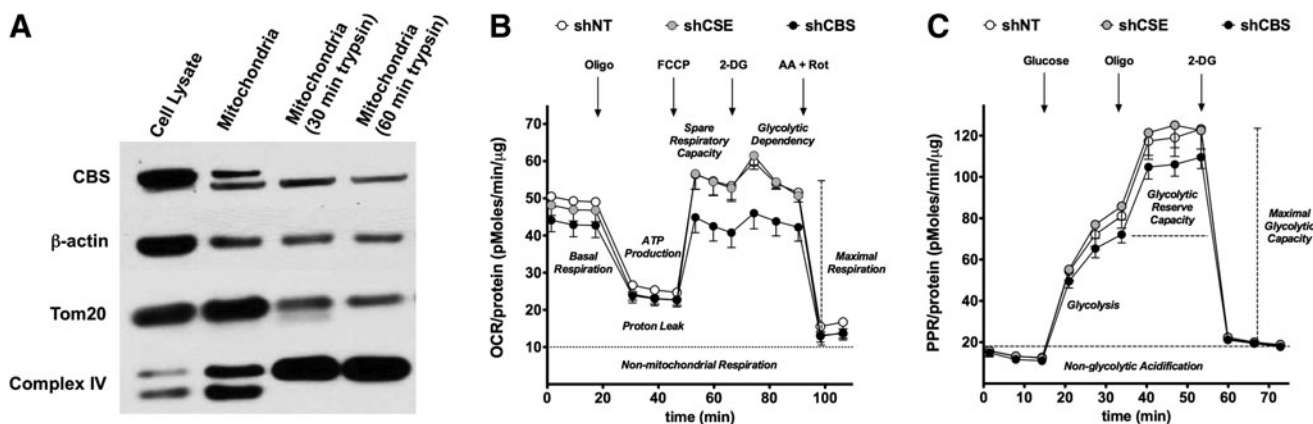 A
Cell Lysate
Mitochondria
Mitochondria
(30 min trypsin)
Mitochondria
(60 min trypsin)
CBS
β-actin
Tom20
Complex IV
B
shNT shCSE shCBS
Oligo FCCP 2-DG AA + Rot
OCR/protein (pMoles/min/µg)
70
60
50
40
30
20
10
0
Spare
Respiratory
Capacity
Glycolytic
Dependency
Basal
Respiration
ATP
Production
Maximal
Respiration
Proton Leak
Non-mitochondrial Respiration
0 20 40 60 80 100
time (min)
C
shNT shCSE shCBS
Glucose Oligo 2-DG
PPR/protein (pMoles/min/µg)
120
100
80
60
40
20
Glycolytic
Reserve
Capacity
Maximal
Glycolytic
Capacity
Glycolysis
Non-glycolytic Acidification
0 10 20 30 40 50 60 70
time (min)